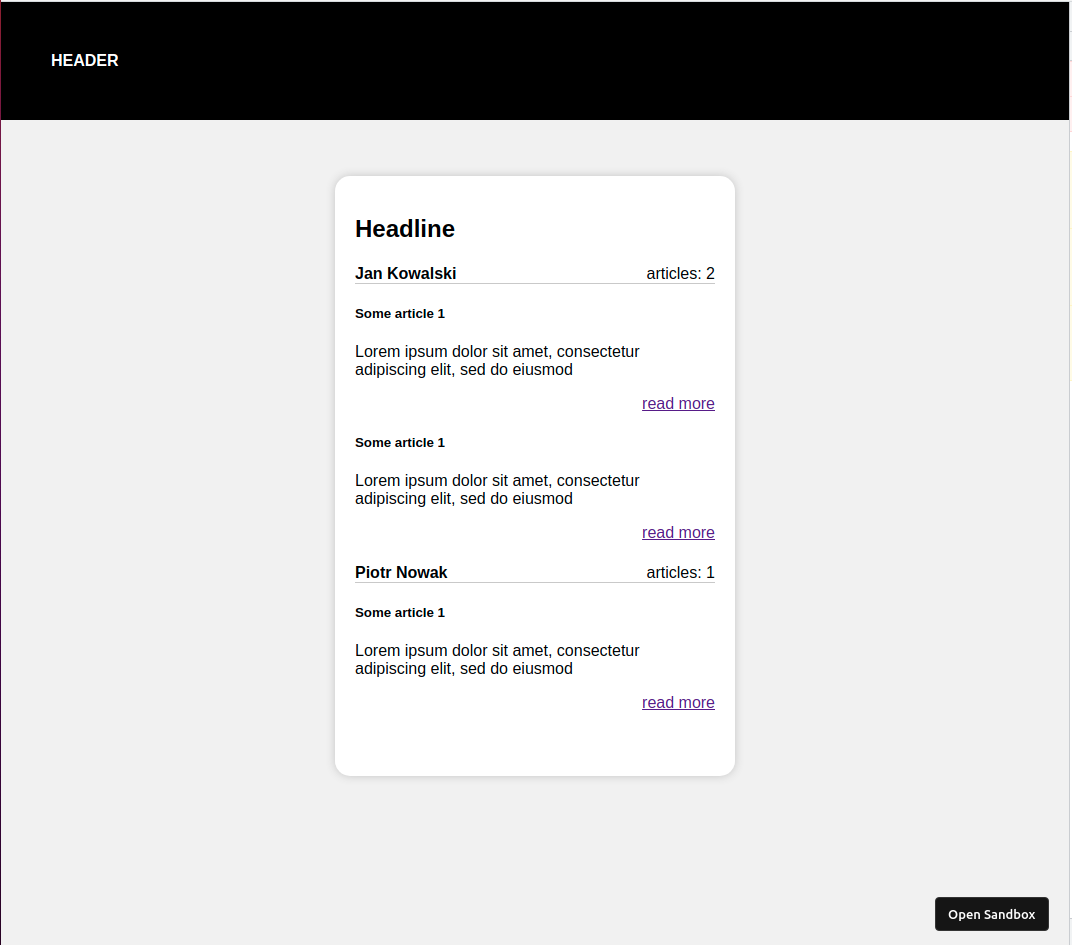 HEADER
Headline
Jan Kowalski articles: 2
Some article 1
Lorem ipsum dolor sit amet, consectetur
adipiscing elit, sed do eiusmod
read more
Some article 1
Lorem ipsum dolor sit amet, consectetur
adipiscing elit, sed do eiusmod
read more
Piotr Nowak articles: 1
Some article 1
Lorem ipsum dolor sit amet, consectetur
adipiscing elit, sed do eiusmod
read more
Open Sandbox